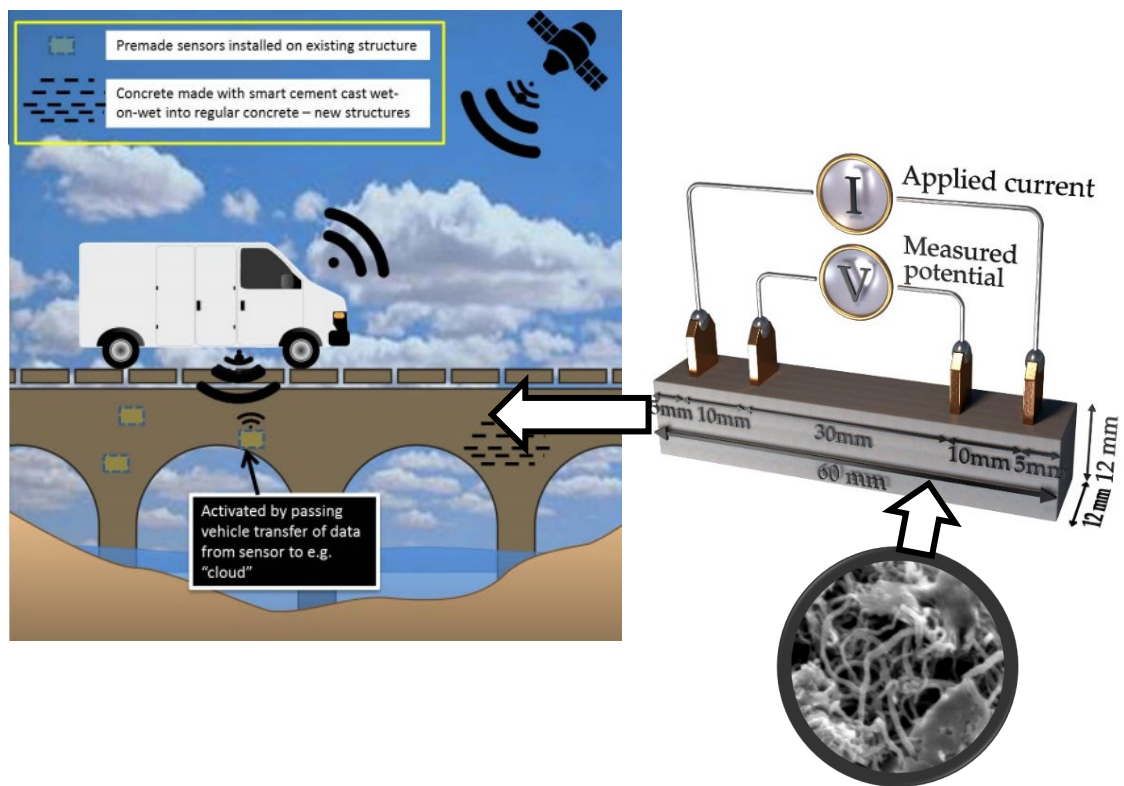 Premade sensors installed on existing structure
Concrete made with smart cement cast wet-
on-wet into regular concrete – new structures
Activated by passing
vehicle transfer of data
from sensor to e.g.
“cloud”
I
Applied current
V
Measured
potential
5mm
10mm
30mm
10mm
5mm
60 mm
12 mm
12 mm